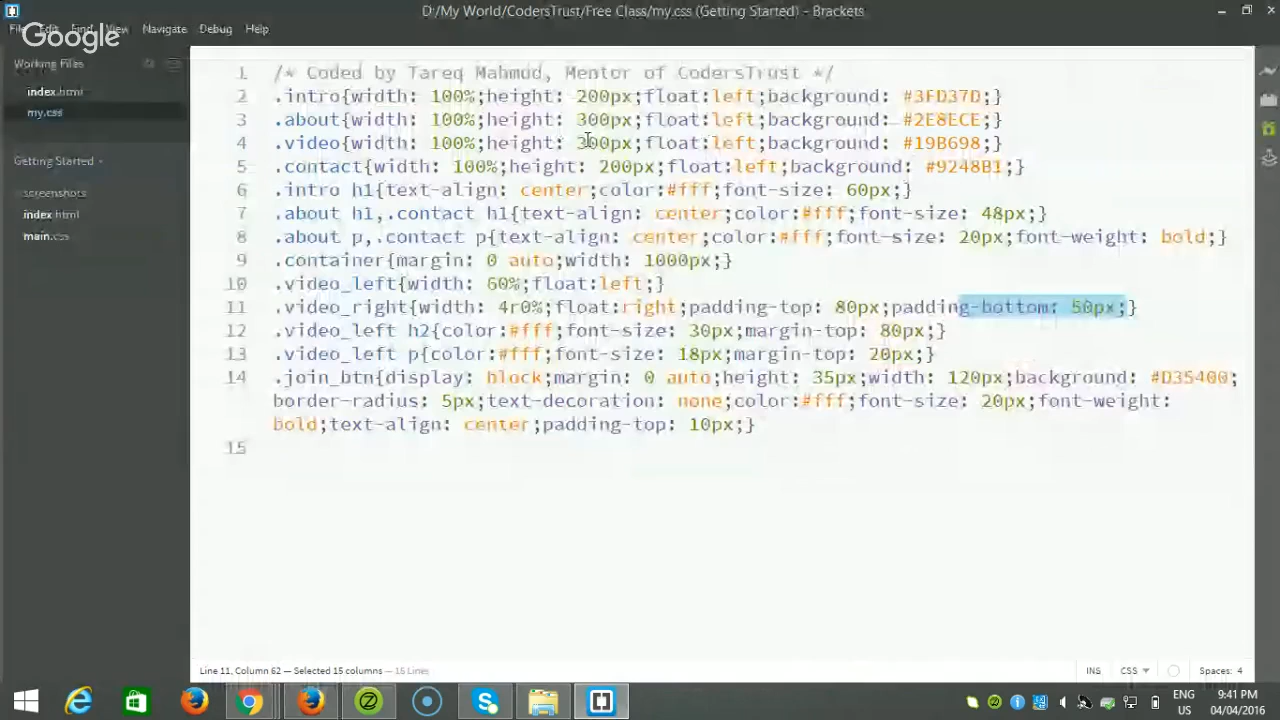 D:/My World/CodersTrust/Free Class/my.css (Getting Started) - Brackets
File Edit Find View Navigate Debug Help
Google
Working Files
index.html
my.css
Getting Started
screenshots
index.html
main.css
1 /* Coded by Tareq Mahmud, Mentor of CodersTrust */
2 .intro{width: 100%;height: 200px;float:left;background: #3FD37D;}
3 .about{width: 100%;height: 300px;float:left;background: #2E8ECE;}
4 .video{width: 100%;height: 300px;float:left;background: #19B698;}
5 .contact{width: 100%;height: 200px;float:left;background: #9248B1;}
6 .intro h1{text-align: center;color:#fff;font-size: 60px;}
7 .about h1,.contact h1{text-align: center;color:#fff;font-size: 48px;}
8 .about p,.contact p{text-align: center;color:#fff;font-size: 20px;font-weight: bold;}
9 .container{margin: 0 auto;width: 1000px;}
10 .video_left{width: 60%;float:left;}
11 .video_right{width: 4r0%;float:right;padding-top: 80px;padding-bottom: 50px;}
12 .video_left h2{color:#fff;font-size: 30px;margin-top: 80px;}
13 .video_left p{color:#fff;font-size: 18px;margin-top: 20px;}
14 .join_btn{display: block;margin: 0 auto;height: 35px;width: 120px;background: #D35400;
border-radius: 5px;text-decoration: none;color:#fff;font-size: 20px;font-weight:
bold;text-align: center;padding-top: 10px;}
15
Line 11, Column 62 — Selected 15 columns — 15 Lines
INS CSS Spaces: 4
ENG 9:41 PM
US 04/04/2016